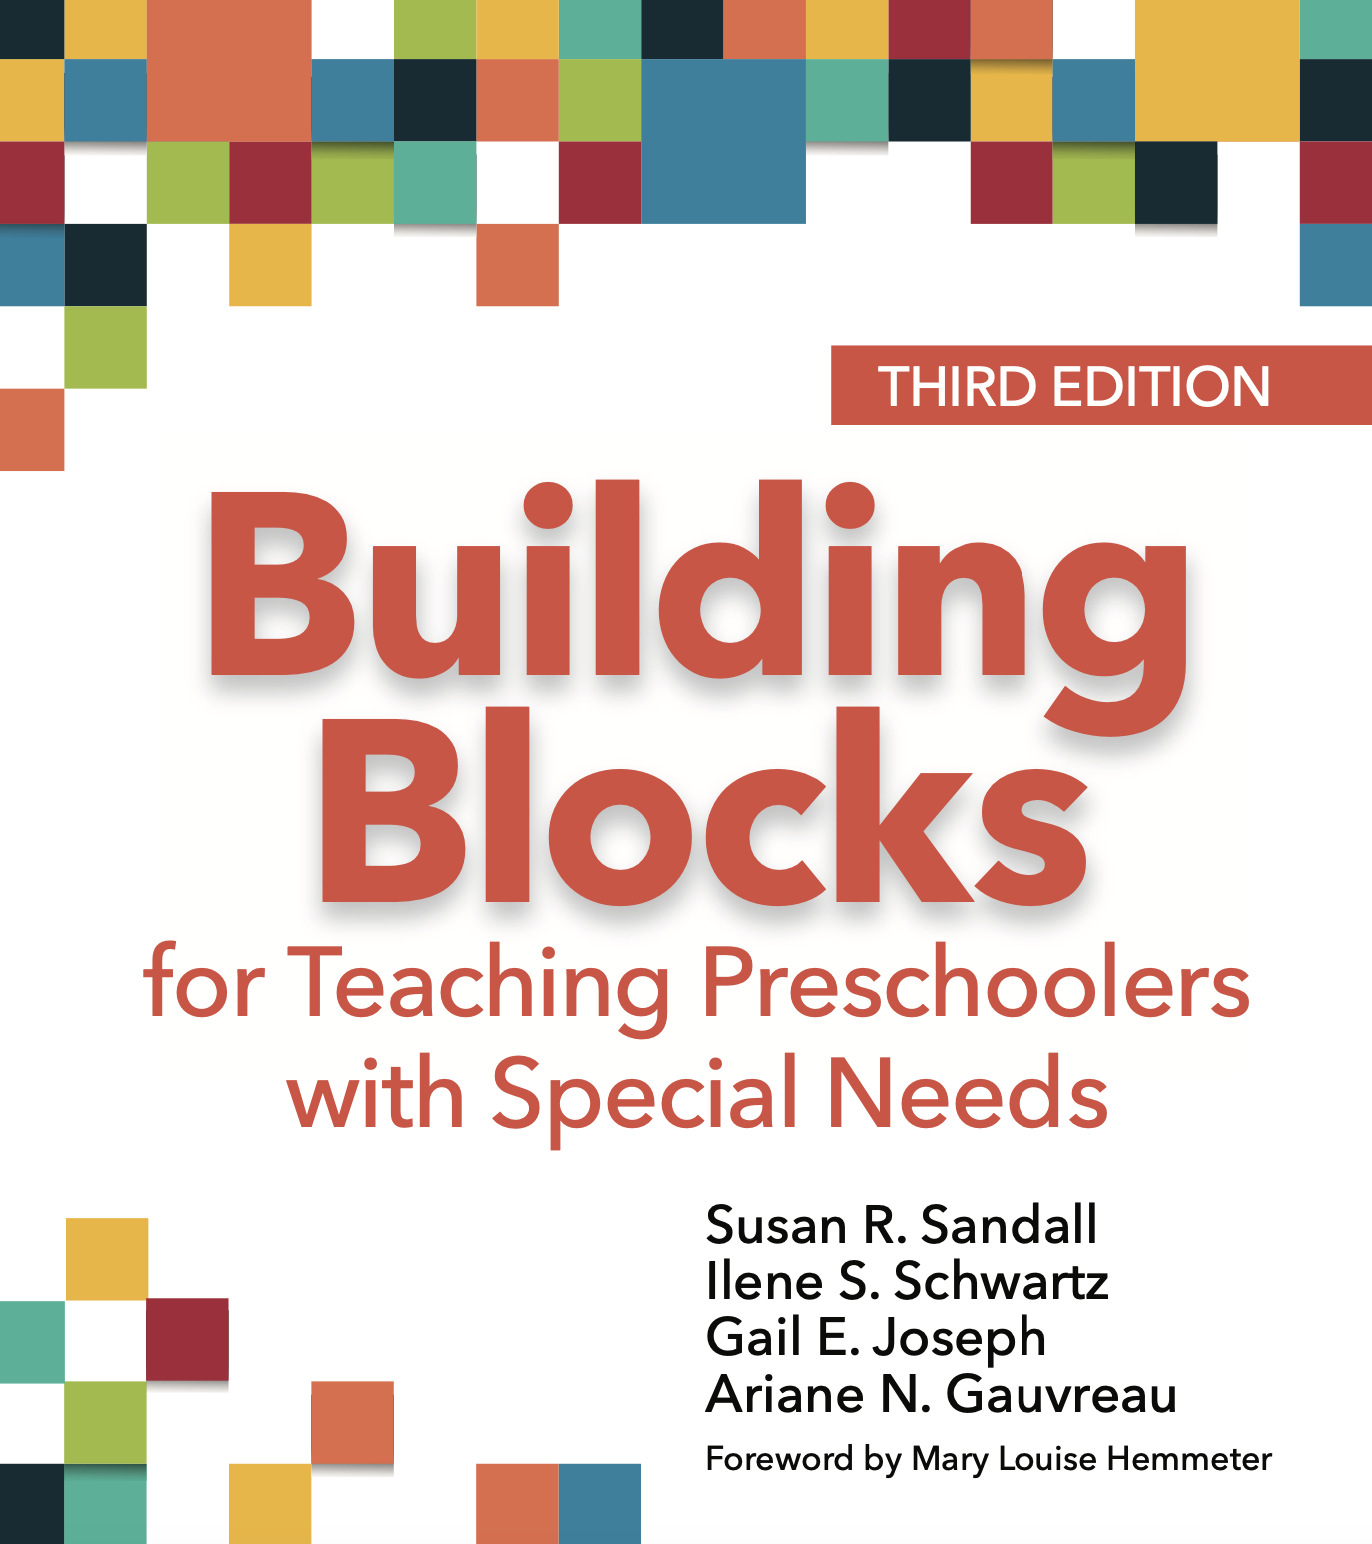 THIRD EDITION
Building
Blocks
for Teaching Preschoolers
with Special Needs
Susan R. Sandall
Ilene S. Schwartz
Gail E. Joseph
Ariane N. Gauvreau
Foreword by Mary Louise Hemmeter